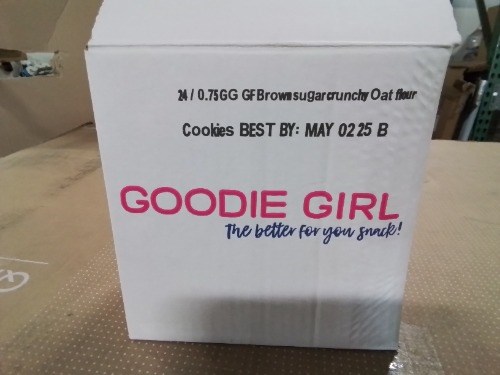 24 / 0.75GG GF Brownsugarcrunchy Oat flour
Cookies BEST BY: MAY 02 25 B
GOODIE GIRL
The better for you snack!